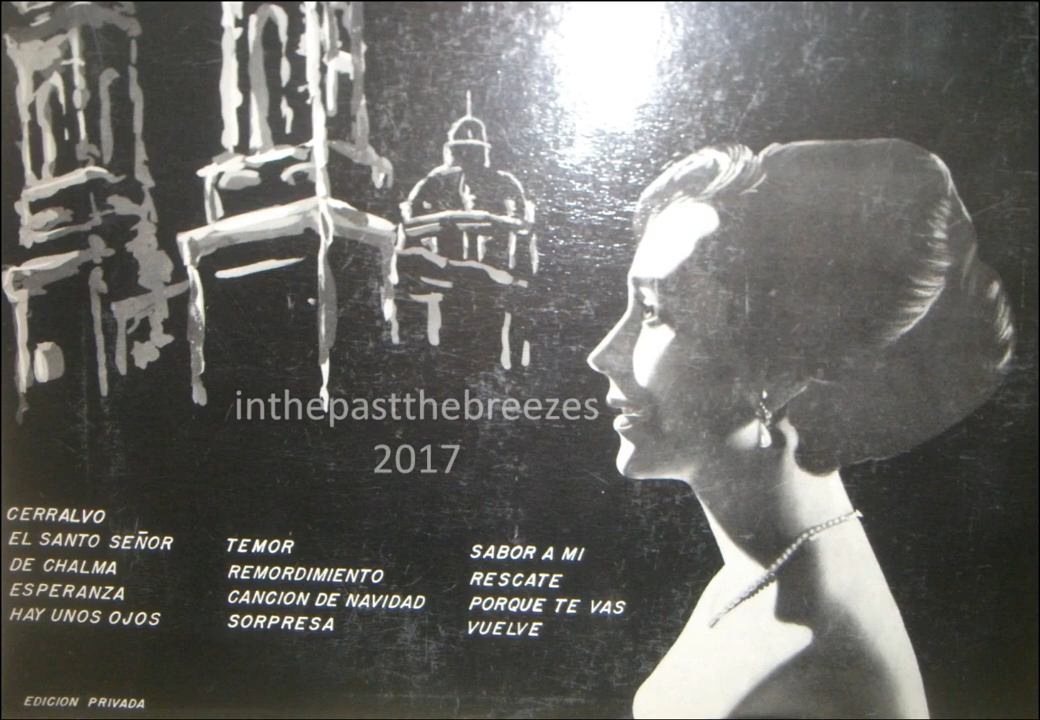 inthepastthebreezes
2017
CERRALVO
EL SANTO SEÑOR
DE CHALMA
ESPERANZA
HAY UNOS OJOS
TEMOR
REMORDIMIENTO
CANCION DE NAVIDAD
SORPRESA
SABOR A MI
RESCATE
PORQUE TE VAS
VUELVE
EDICION PRIVADA